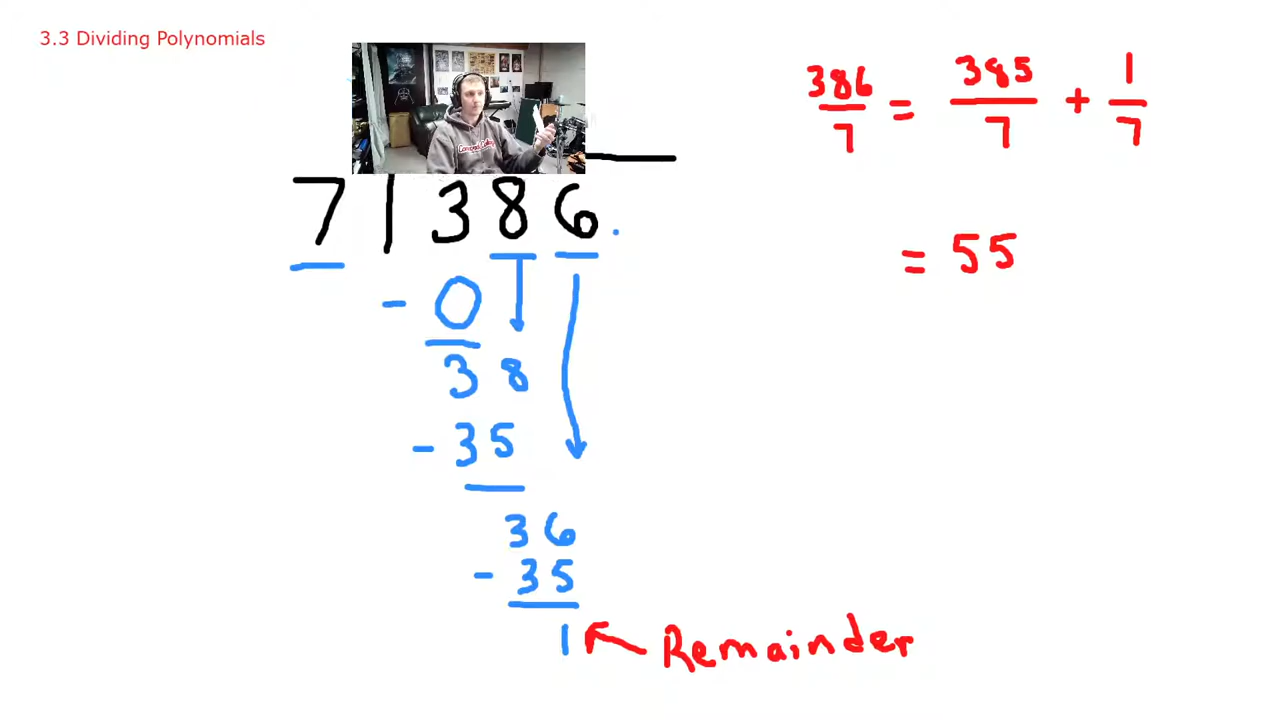 3.3 Dividing Polynomials
386/7 = 385/7 + 1/7
7 | 386.
= 55
- 0
38
- 35
36
- 35
1
Remainder